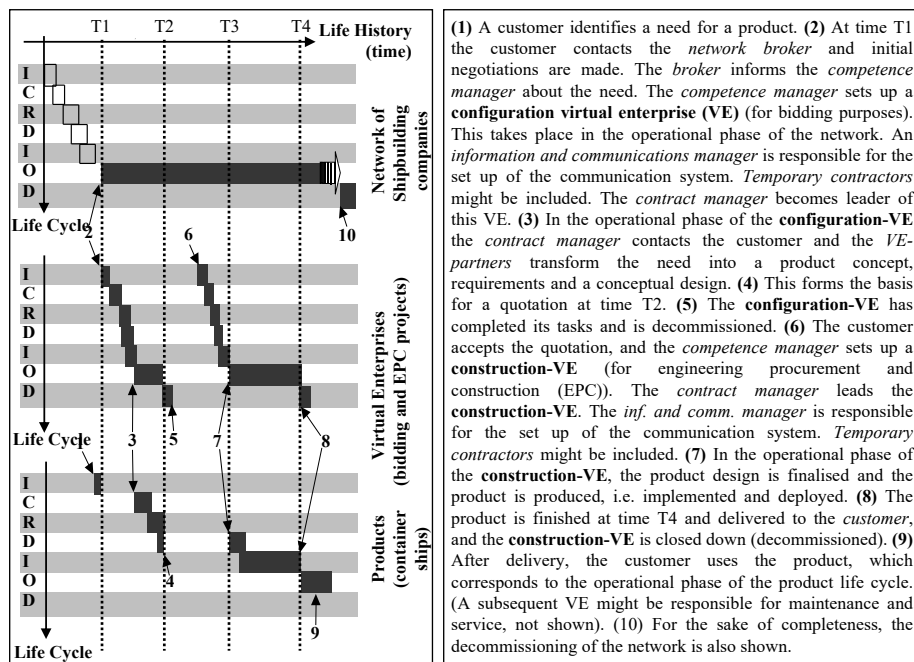 T1 T2 T3 T4 Life History
(time)
I
C
R
D
I
O
D
Network of
Shipbuilding
companies
Life Cycle
10
2
6
I
C
R
D
I
O
D
Virtual Enterprises
(bidding and EPC projects)
Life Cycle
1
3
5
7
8
I
C
R
D
I
O
D
Products
(container
ships)
4
9
Life Cycle
(1) A customer identifies a need for a product. (2) At time T1
the customer contacts the network broker and initial
negotiations are made. The broker informs the competence
manager about the need. The competence manager sets up a
configuration virtual enterprise (VE) (for bidding purposes).
This takes place in the operational phase of the network. An
information and communications manager is responsible for the
set up of the communication system. Temporary contractors
might be included. The contract manager becomes leader of
this VE. (3) In the operational phase of the configuration-VE
the contract manager contacts the customer and the VE-
partners transform the need into a product concept,
requirements and a conceptual design. (4) This forms the basis
for a quotation at time T2. (5) The configuration-VE has
completed its tasks and is decommissioned. (6) The customer
accepts the quotation, and the competence manager sets up a
construction-VE (for engineering procurement and
construction (EPC)). The contract manager leads the
construction-VE. The inf. and comm. manager is responsible
for the set up of the communication system. Temporary
contractors might be included. (7) In the operational phase of
the construction-VE, the product design is finalised and the
product is produced, i.e. implemented and deployed. (8) The
product is finished at time T4 and delivered to the customer,
and the construction-VE is closed down (decommissioned). (9)
After delivery, the customer uses the product, which
corresponds to the operational phase of the product life cycle.
(A subsequent VE might be responsible for maintenance and
service, not shown). (10) For the sake of completeness, the
decommissioning of the network is also shown.